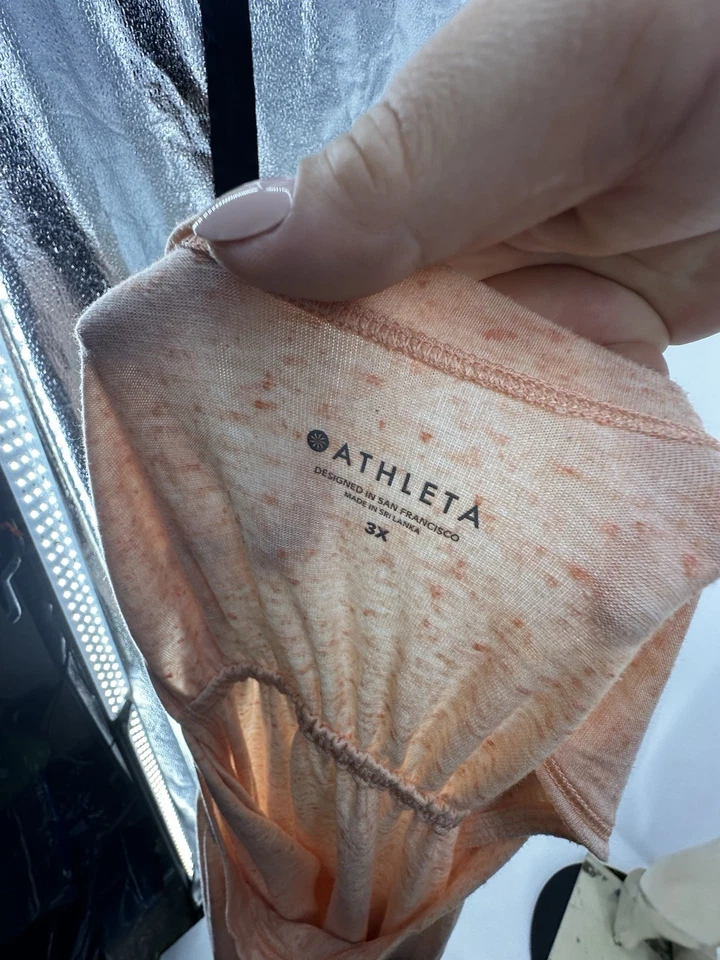 ATHLETA
DESIGNED IN SAN FRANCISCO
MADE IN SRI LANKA
3X